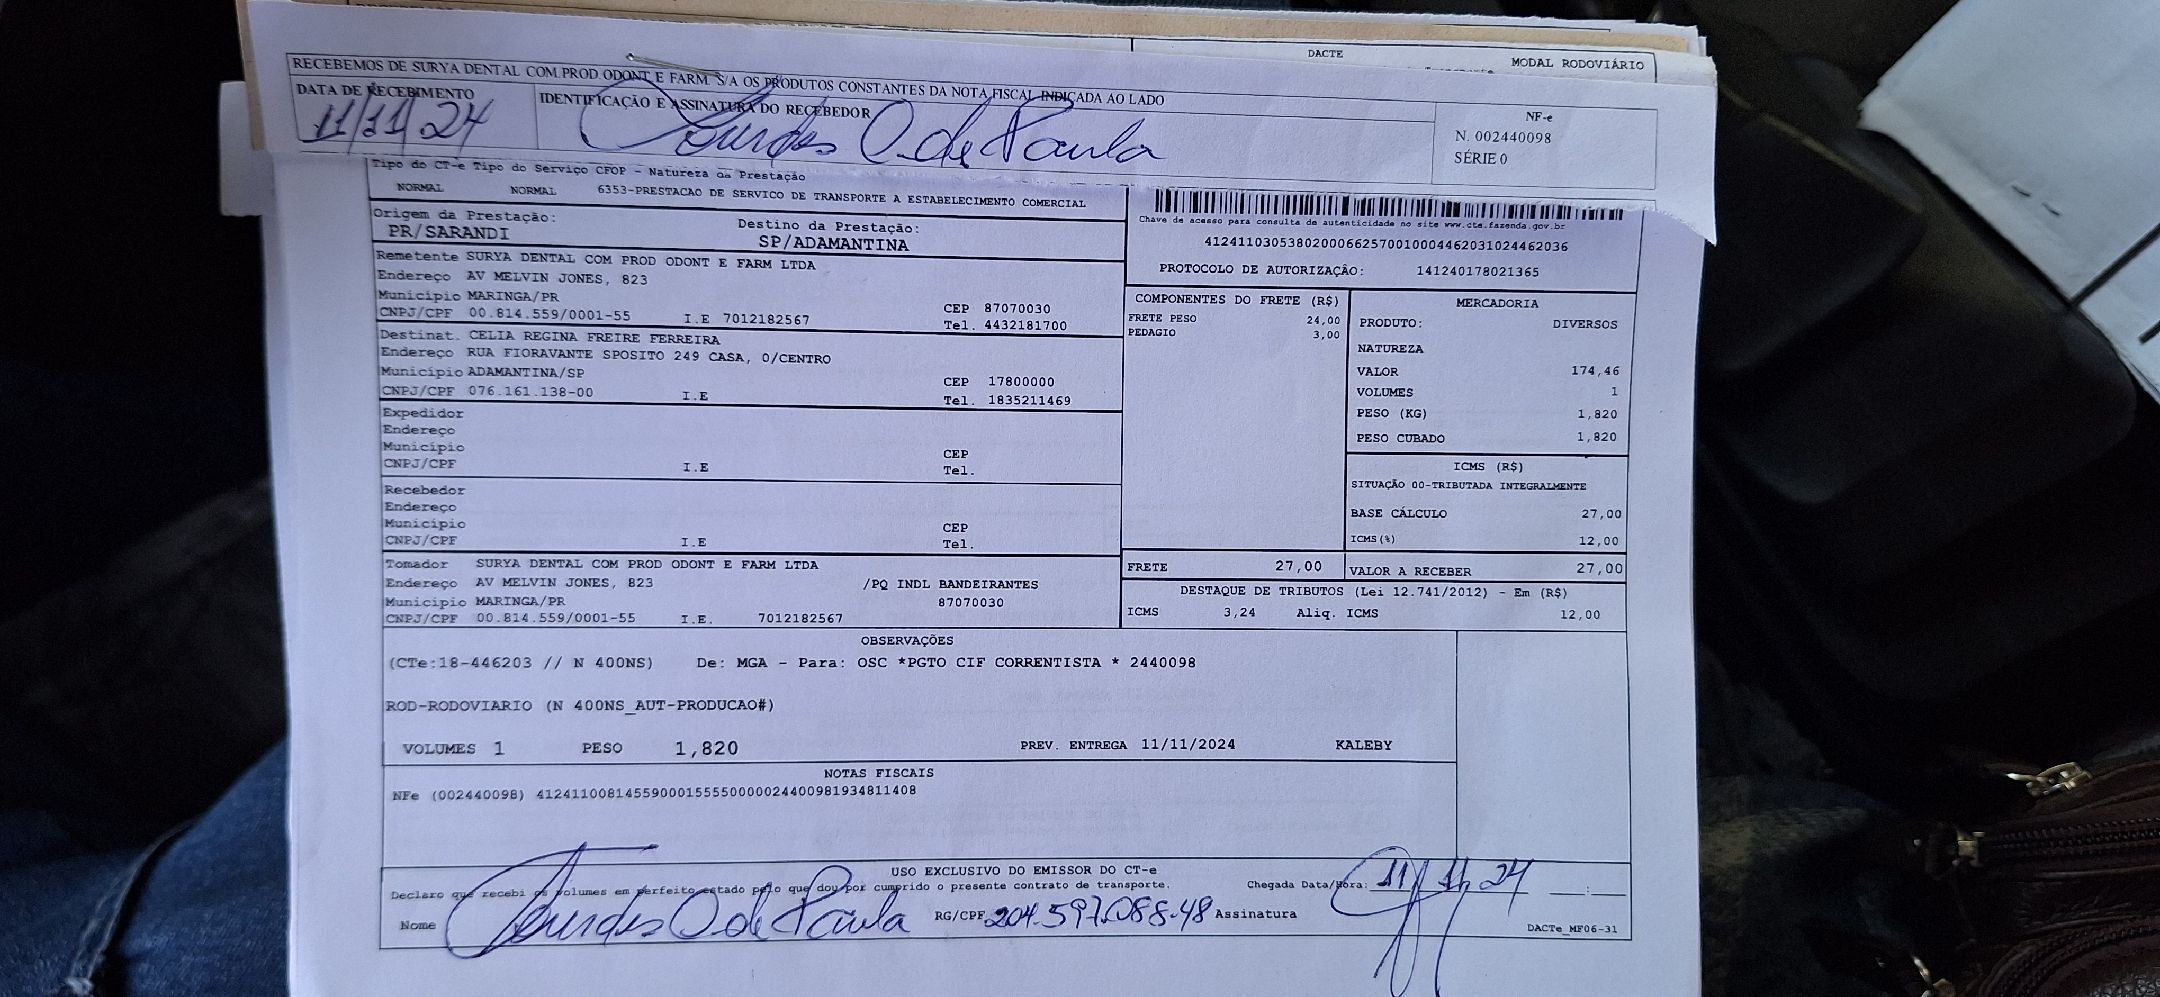 DACTE
MODAL RODOVIÁRIO
RECEBEMOS DE SURYA DENTAL COM.PROD.ODONT.E FARM. S/A OS PRODUTOS CONSTANTES DA NOTA FISCAL INDICADA AO LADO
DATA DE RECEBIMENTO
11/11/24
IDENTIFICAÇÃO E ASSINATURA DO RECEBEDOR
Lourdes O. de Paula
NF-e
N. 002440098
SÉRIE 0
Tipo do CT-e Tipo do Serviço CFOP - Natureza da Prestação
NORMAL NORMAL 6353-PRESTACAO DE SERVICO DE TRANSPORTE A ESTABELECIMENTO COMERCIAL
Origem da Prestação:
PR/SARANDI
Destino da Prestação:
SP/ADAMANTINA
Chave de acesso para consulta de autenticidade no site www.cte.fazenda.gov.br
41241103053802000662570010004462031024462036
PROTOCOLO DE AUTORIZAÇÃO: 141240178021365
Remetente SURYA DENTAL COM PROD ODONT E FARM LTDA
Endereço AV MELVIN JONES, 823
Município MARINGA/PR CEP 87070030
CNPJ/CPF 00.814.559/0001-55 I.E 7012182567 Tel. 4432181700
Destinat. CELIA REGINA FREIRE FERREIRA
Endereço RUA FIORAVANTE SPOSITO 249 CASA, 0/CENTRO
Município ADAMANTINA/SP CEP 17800000
CNPJ/CPF 076.161.138-00 I.E Tel. 1835211469
Expedidor
Endereço
Município CEP
CNPJ/CPF I.E Tel.
Recebedor
Endereço
Município CEP
CNPJ/CPF I.E Tel.
Tomador SURYA DENTAL COM PROD ODONT E FARM LTDA
Endereço AV MELVIN JONES, 823 /PQ INDL BANDEIRANTES
Município MARINGA/PR 87070030
CNPJ/CPF 00.814.559/0001-55 I.E. 7012182567
COMPONENTES DO FRETE (R$)
FRETE PESO 24,00
PEDAGIO 3,00
MERCADORIA
PRODUTO: DIVERSOS
NATUREZA
VALOR 174,46
VOLUMES 1
PESO (KG) 1,820
PESO CUBADO 1,820
ICMS (R$)
SITUAÇÃO 00-TRIBUTADA INTEGRALMENTE
BASE CÁLCULO 27,00
ICMS(%) 12,00
FRETE 27,00 VALOR A RECEBER 27,00
DESTAQUE DE TRIBUTOS (Lei 12.741/2012) - Em (R$)
ICMS 3,24 Aliq. ICMS 12,00
OBSERVAÇÕES
(CTe:18-446203 // N 400NS) De: MGA - Para: OSC *PGTO CIF CORRENTISTA * 2440098
ROD-RODOVIARIO (N 400NS_AUT-PRODUCAO#)
VOLUMES 1 PESO 1,820 PREV. ENTREGA 11/11/2024 KALEBY
NOTAS FISCAIS
NFe (002440098) 41241100814559000155550000024400981934811408
USO EXCLUSIVO DO EMISSOR DO CT-e
Declaro que recebi os volumes em perfeito estado pelo que dou por cumprido o presente contrato de transporte. Chegada Data/Hora: 11/11/24 __:__
Nome Lourdes O. de Paula RG/CPF 204.597.088-48 Assinatura
DACTe_MF06-31